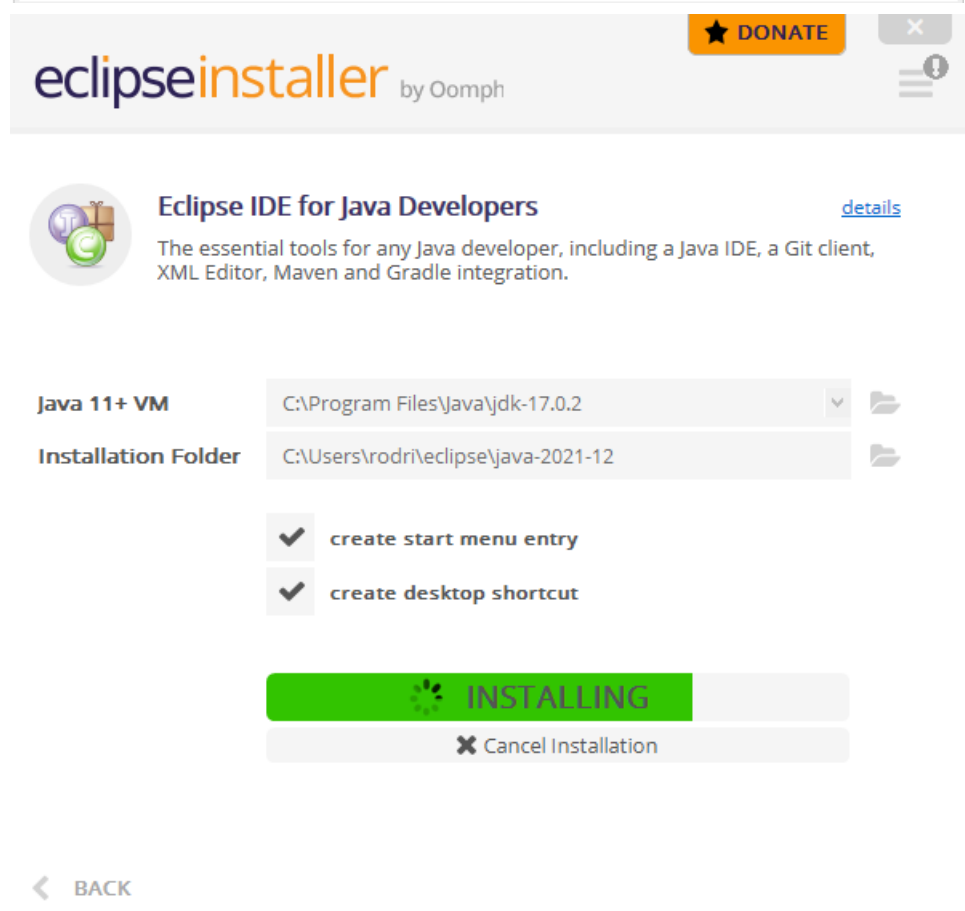 DONATE
eclipseinstaller by Oomph
Eclipse IDE for Java Developers
details
The essential tools for any Java developer, including a Java IDE, a Git client,
XML Editor, Maven and Gradle integration.
Java 11+ VM
C:\Program Files\Java\jdk-17.0.2
Installation Folder
C:\Users\rodri\eclipse\java-2021-12
create start menu entry
create desktop shortcut
INSTALLING
Cancel Installation
BACK